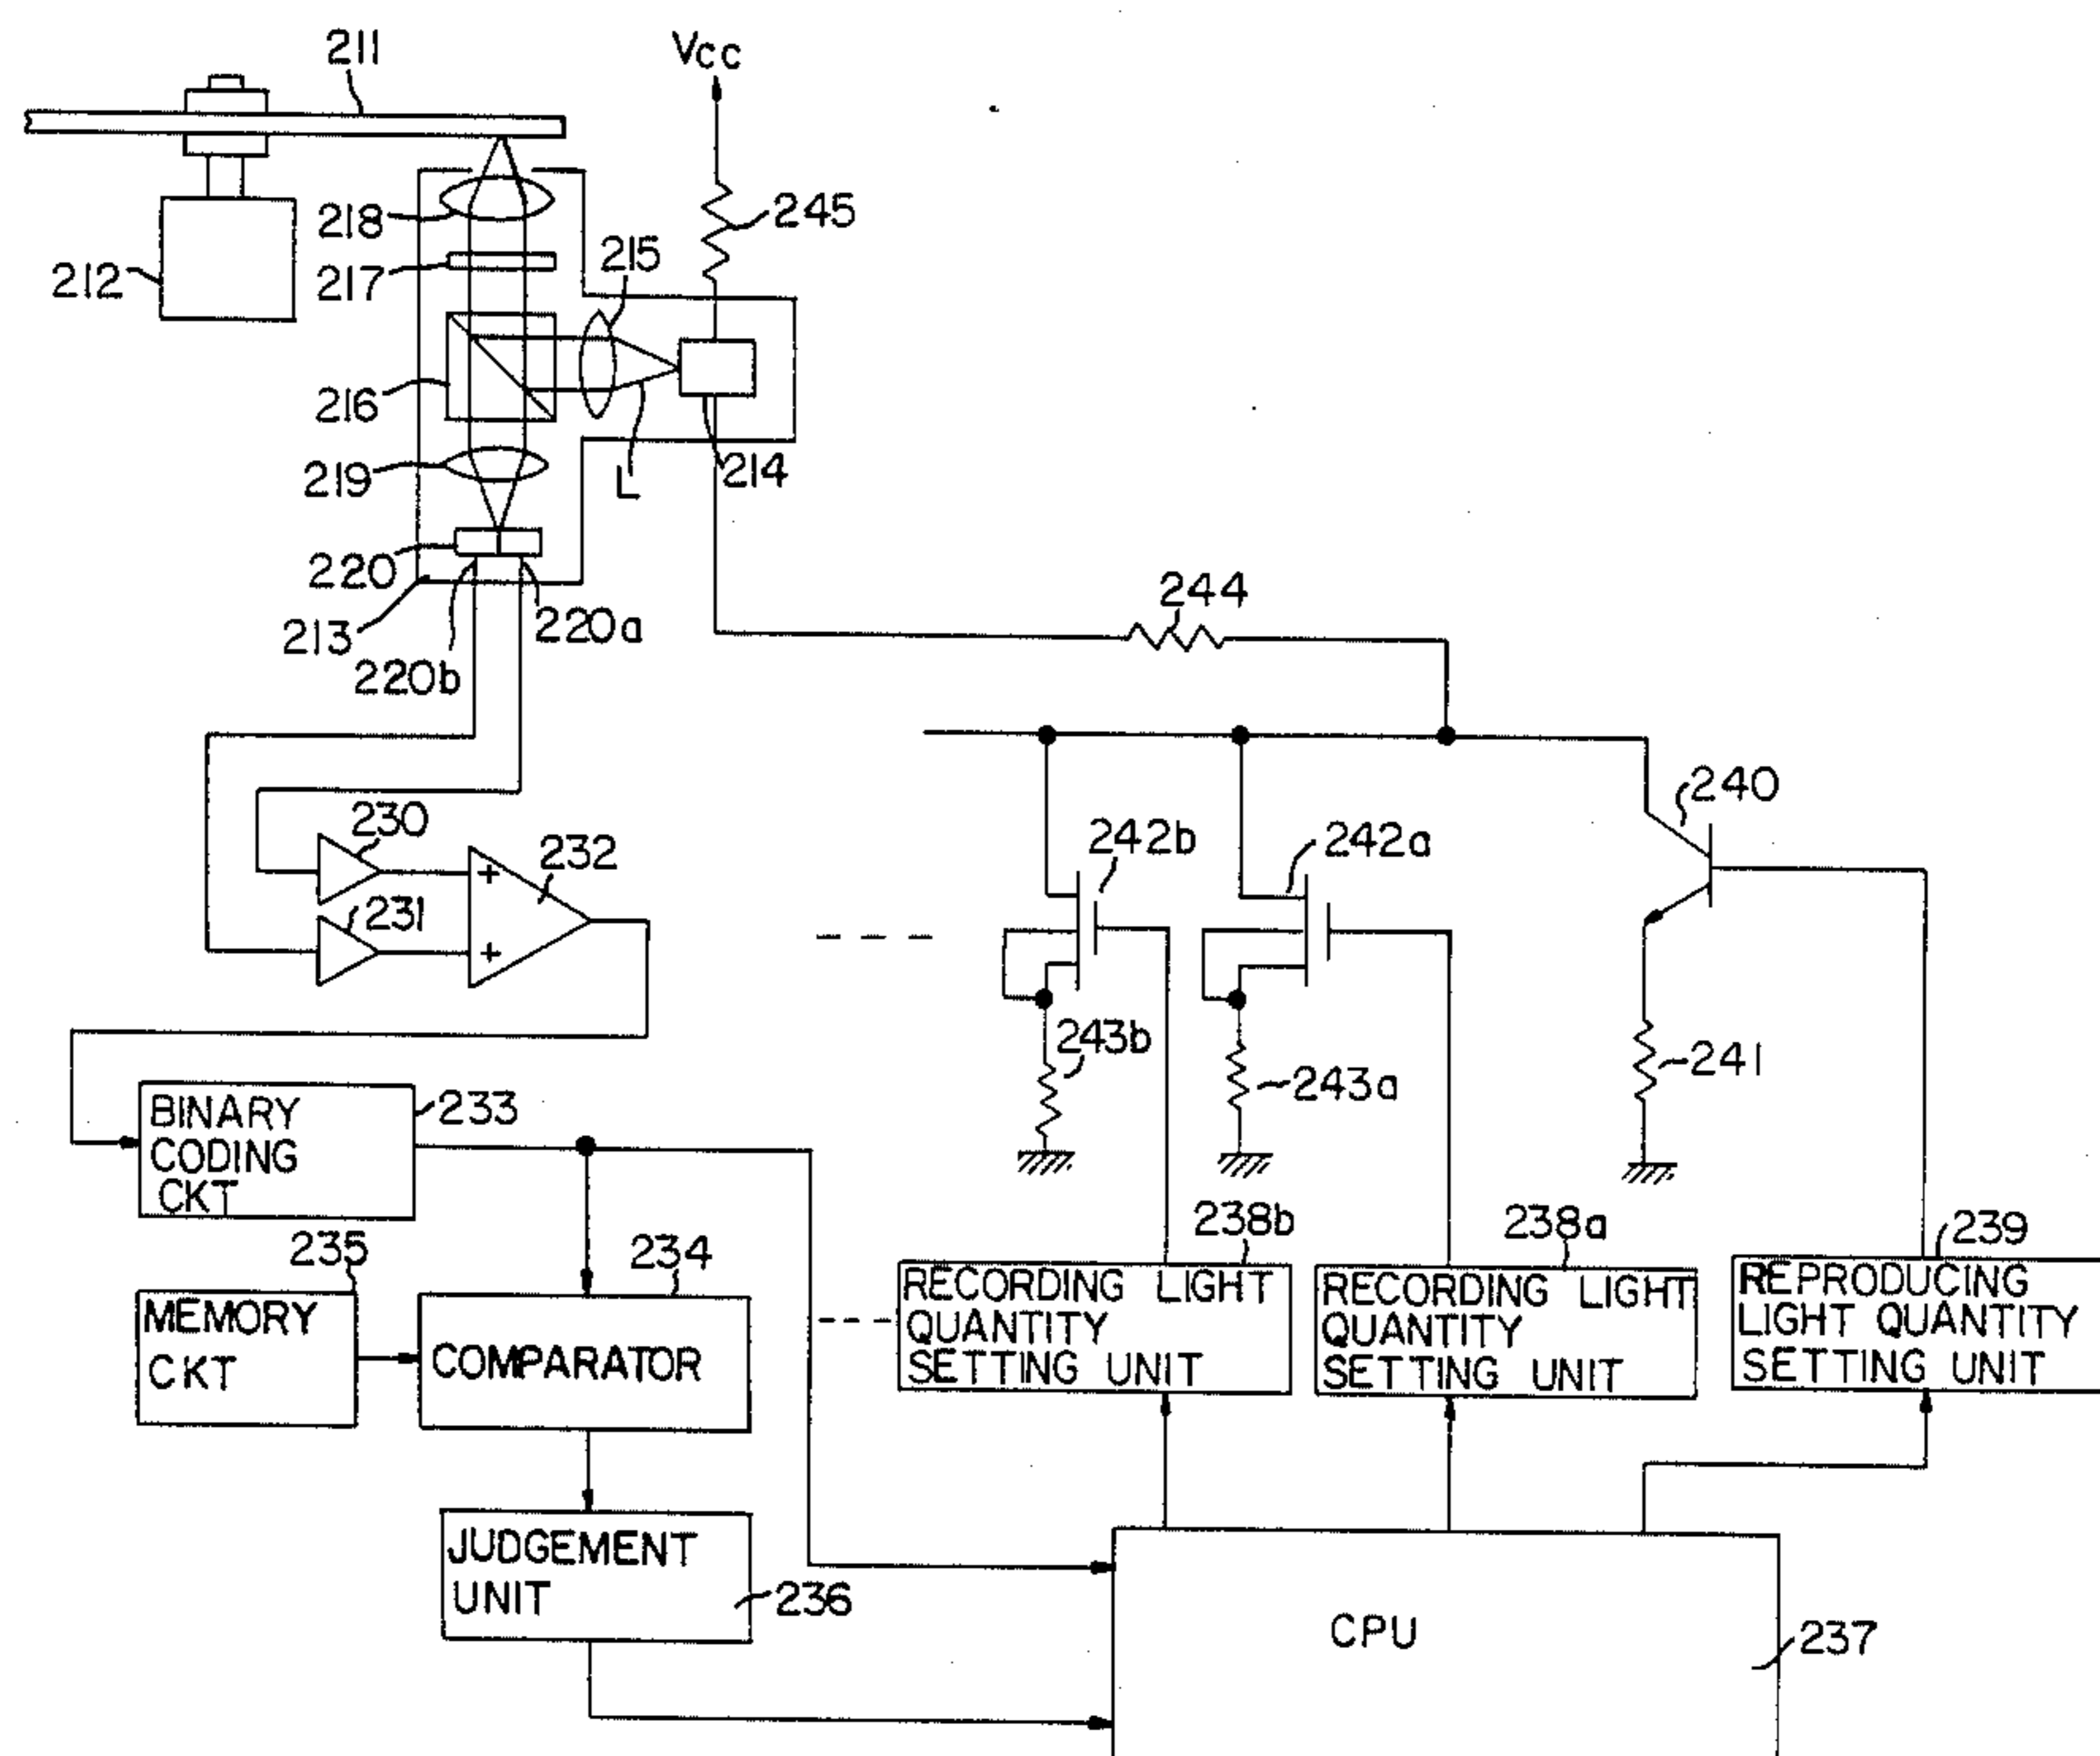 211
Vcc
218
245
212
217
215
216
219
L
214
220
213
220a
220b
244
240
230
232
242b
242a
+
231
+
243b
243a
241
BINARY
CODING
CKT
233
235
234
238b
238a
239
MEMORY
CKT
COMPARATOR
RECORDING LIGHT
QUANTITY
SETTING UNIT
RECORDING LIGHT
QUANTITY
SETTING UNIT
REPRODUCING
LIGHT QUANTITY
SETTING UNIT
JUDGEMENT
UNIT
236
CPU
237